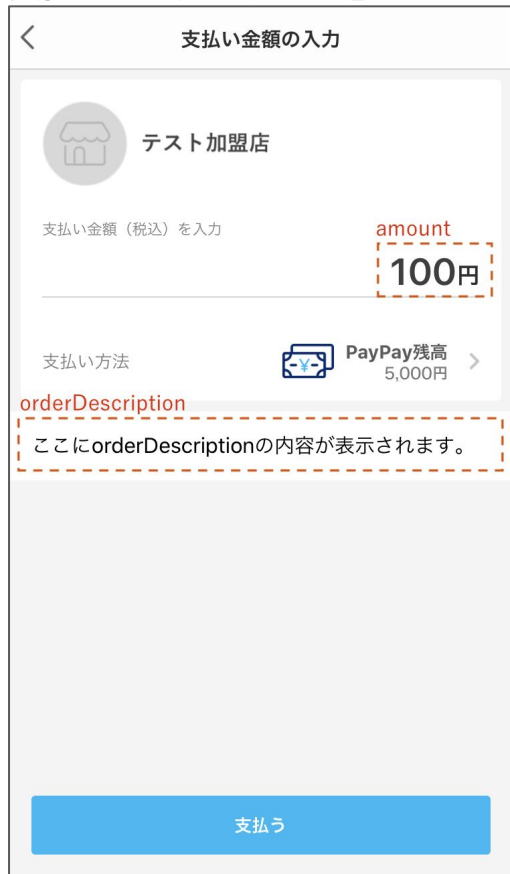 支払い金額の入力
テスト加盟店
支払い金額（税込）を入力
amount
100円
支払い方法
PayPay残高
5,000円
orderDescription
ここにorderDescriptionの内容が表示されます。
支払う